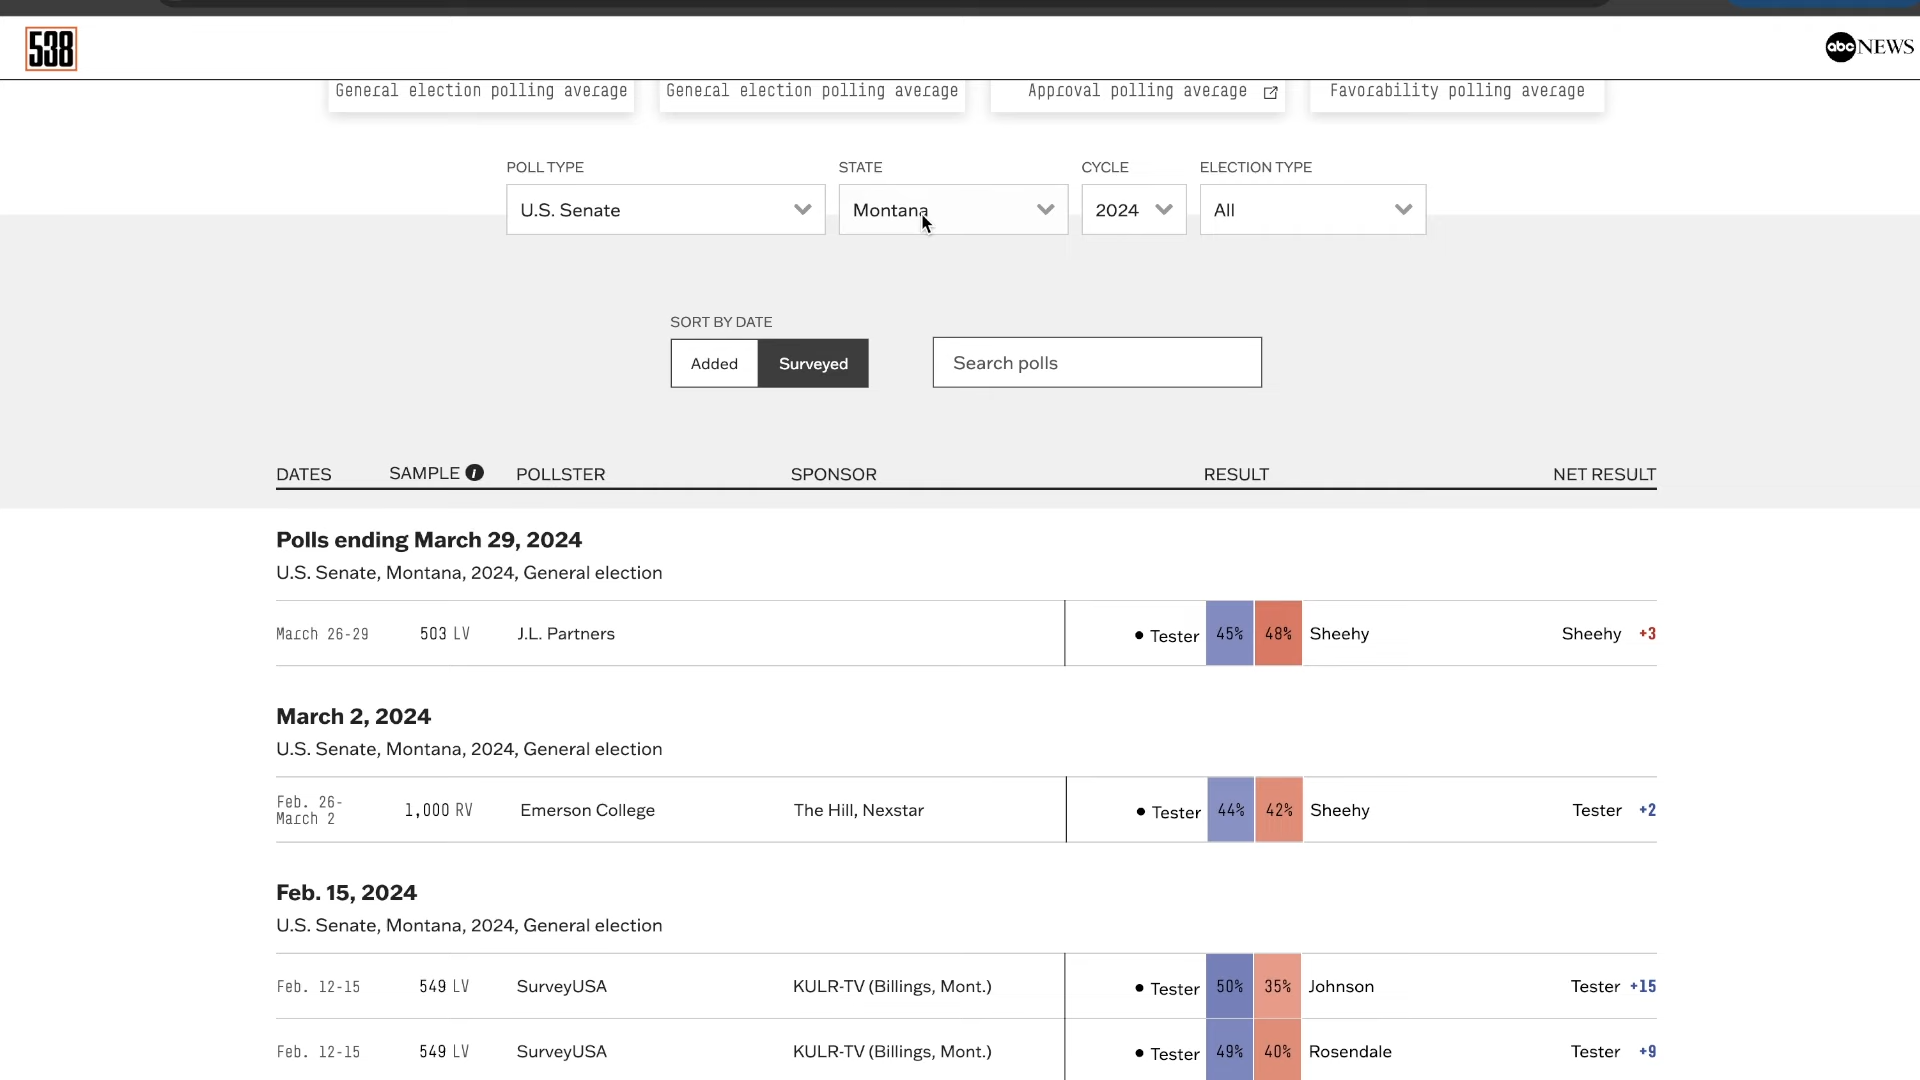 538
abc NEWS
General election polling average General election polling average Approval polling average Favorability polling average
POLL TYPE STATE CYCLE ELECTION TYPE
U.S. Senate Montana 2024 All
SORT BY DATE
Added Surveyed Search polls
DATES SAMPLE i POLLSTER SPONSOR RESULT NET RESULT
Polls ending March 29, 2024
U.S. Senate, Montana, 2024, General election
March 26-29 503 LV J.L. Partners • Tester 45% 48% Sheehy Sheehy +3
March 2, 2024
U.S. Senate, Montana, 2024, General election
Feb. 26-
March 2 1,000 RV Emerson College The Hill, Nexstar • Tester 44% 42% Sheehy Tester +2
Feb. 15, 2024
U.S. Senate, Montana, 2024, General election
Feb. 12-15 549 LV SurveyUSA KULR-TV (Billings, Mont.) • Tester 50% 35% Johnson Tester +15
Feb. 12-15 549 LV SurveyUSA KULR-TV (Billings, Mont.) • Tester 49% 40% Rosendale Tester +9